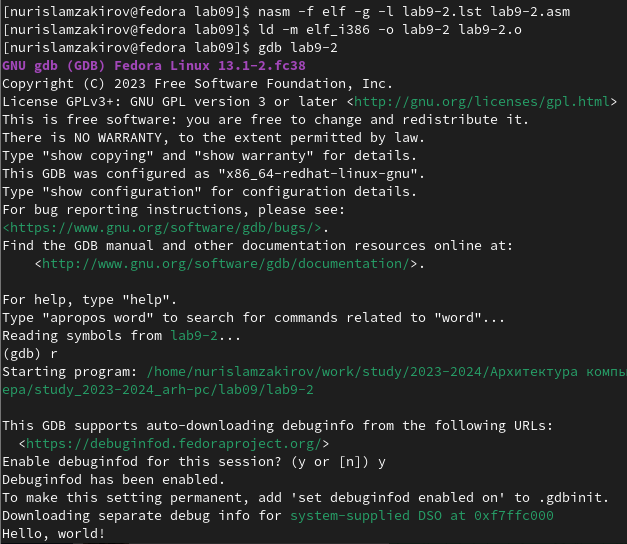 [nurislamzakirov@fedora lab09]$ nasm -f elf -g -l lab9-2.lst lab9-2.asm
[nurislamzakirov@fedora lab09]$ ld -m elf_i386 -o lab9-2 lab9-2.o
[nurislamzakirov@fedora lab09]$ gdb lab9-2
GNU gdb (GDB) Fedora Linux 13.1-2.fc38
Copyright (C) 2023 Free Software Foundation, Inc.
License GPLv3+: GNU GPL version 3 or later <http://gnu.org/licenses/gpl.html>
This is free software: you are free to change and redistribute it.
There is NO WARRANTY, to the extent permitted by law.
Type "show copying" and "show warranty" for details.
This GDB was configured as "x86_64-redhat-linux-gnu".
Type "show configuration" for configuration details.
For bug reporting instructions, please see:
<https://www.gnu.org/software/gdb/bugs/>.
Find the GDB manual and other documentation resources online at:
    <http://www.gnu.org/software/gdb/documentation/>.

For help, type "help".
Type "apropos word" to search for commands related to "word"...
Reading symbols from lab9-2...
(gdb) r
Starting program: /home/nurislamzakirov/work/study/2023-2024/Архитектура компь
ера/study_2023-2024_arh-pc/lab09/lab9-2

This GDB supports auto-downloading debuginfo from the following URLs:
  <https://debuginfod.fedoraproject.org/>
Enable debuginfod for this session? (y or [n]) y
Debuginfod has been enabled.
To make this setting permanent, add 'set debuginfod enabled on' to .gdbinit.
Downloading separate debug info for system-supplied DSO at 0xf7ffc000
Hello, world!